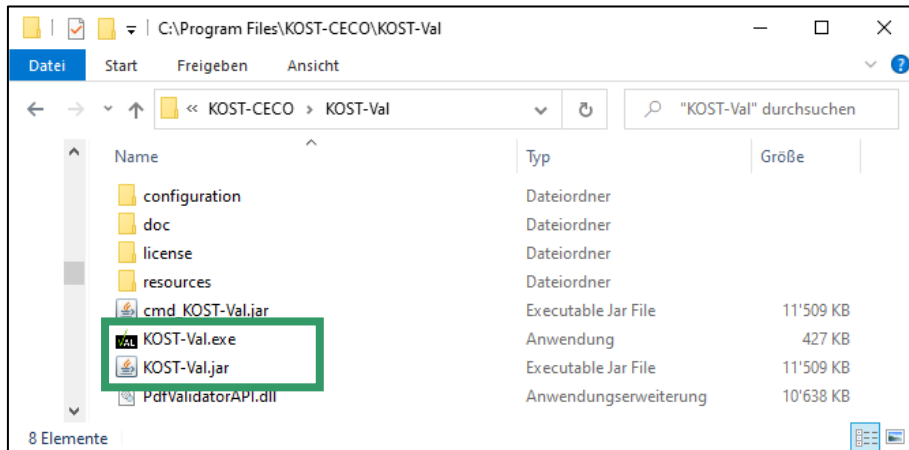 C:\Program Files\KOST-CECO\KOST-Val
Datei Start Freigeben Ansicht ?
« KOST-CECO > KOST-Val "KOST-Val" durchsuchen
Name Typ Größe
configuration Dateiordner
doc Dateiordner
license Dateiordner
resources Dateiordner
cmd_KOST-Val.jar Executable Jar File 11'509 KB
VAL KOST-Val.exe Anwendung 427 KB
KOST-Val.jar Executable Jar File 11'509 KB
PdfValidatorAPI.dll Anwendungserweiterung 10'638 KB
8 Elemente